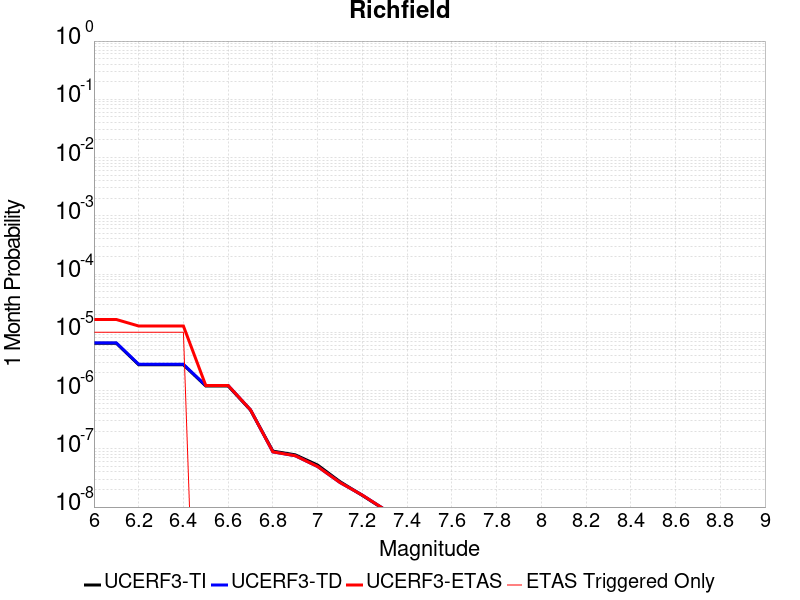 Richfield
1 Month Probability
10^0
10^-1
10^-2
10^-3
10^-4
10^-5
10^-6
10^-7
10^-8
6 6.2 6.4 6.6 6.8 7 7.2 7.4 7.6 7.8 8 8.2 8.4 8.6 8.8 9
Magnitude
UCERF3-TI UCERF3-TD UCERF3-ETAS ETAS Triggered Only